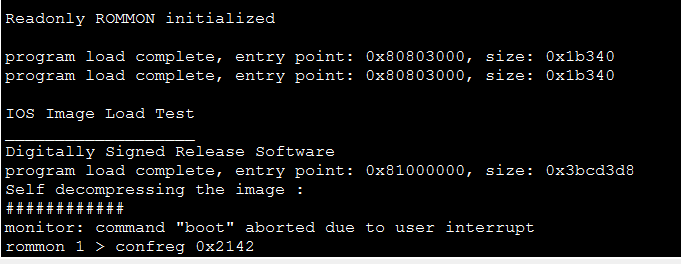 Readonly ROMMON initialized
program load complete, entry point: 0x80803000, size: 0x1b340
program load complete, entry point: 0x80803000, size: 0x1b340
IOS Image Load Test
___________________
Digitally Signed Release Software
program load complete, entry point: 0x81000000, size: 0x3bcd3d8
Self decompressing the image :
############
monitor: command "boot" aborted due to user interrupt
rommon 1 > confreg 0x2142